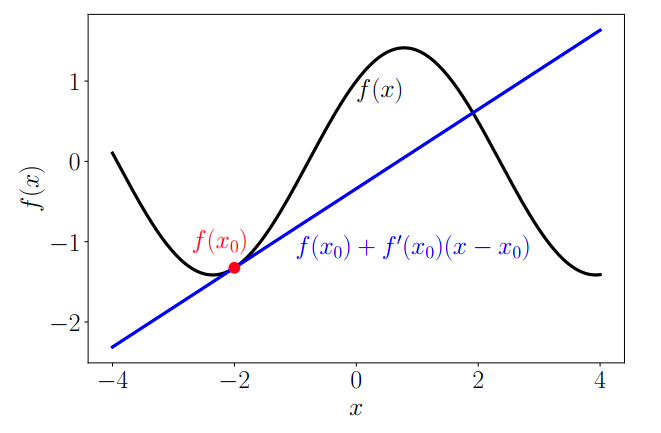 f(x)
1
0
−1
−2
f(x)
f(x₀)
f(x₀) + f′(x₀)(x − x₀)
−4 −2 0 2 4
x